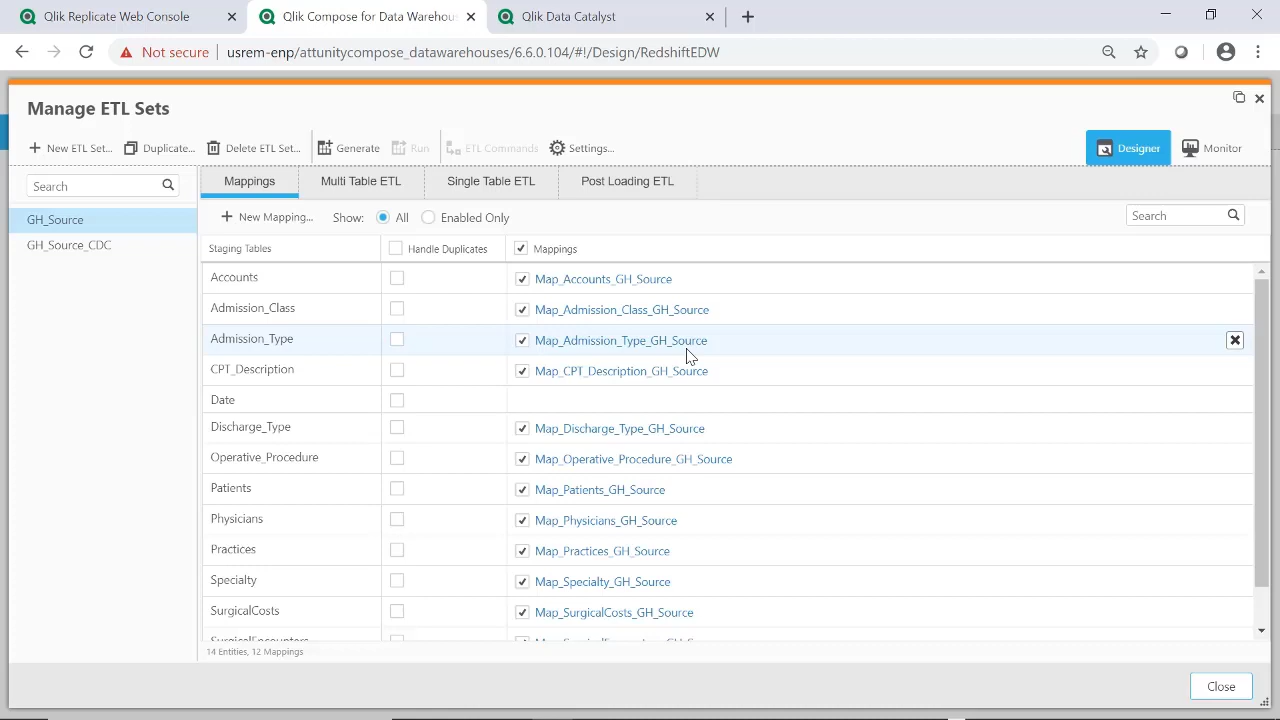 Qlik Replicate Web Console
Qlik Compose for Data Warehous
Qlik Data Catalyst
Not secure
usrem-enp/attunitycompose_datawarehouses/6.6.0.104/#!/Design/RedshiftEDW
Manage ETL Sets
New ETL Set... Duplicate... Delete ETL Set... Generate Run ETL Commands Settings... Designer Monitor
Search
Mappings Multi Table ETL Single Table ETL Post Loading ETL
GH_Source
GH_Source_CDC
New Mapping... Show: All Enabled Only Search
Staging Tables Handle Duplicates Mappings
Accounts Map_Accounts_GH_Source
Admission_Class Map_Admission_Class_GH_Source
Admission_Type Map_Admission_Type_GH_Source
CPT_Description Map_CPT_Description_GH_Source
Date
Discharge_Type Map_Discharge_Type_GH_Source
Operative_Procedure Map_Operative_Procedure_GH_Source
Patients Map_Patients_GH_Source
Physicians Map_Physicians_GH_Source
Practices Map_Practices_GH_Source
Specialty Map_Specialty_GH_Source
SurgicalCosts Map_SurgicalCosts_GH_Source
SurgicalEncounters
14 Entities, 12 Mappings
Close